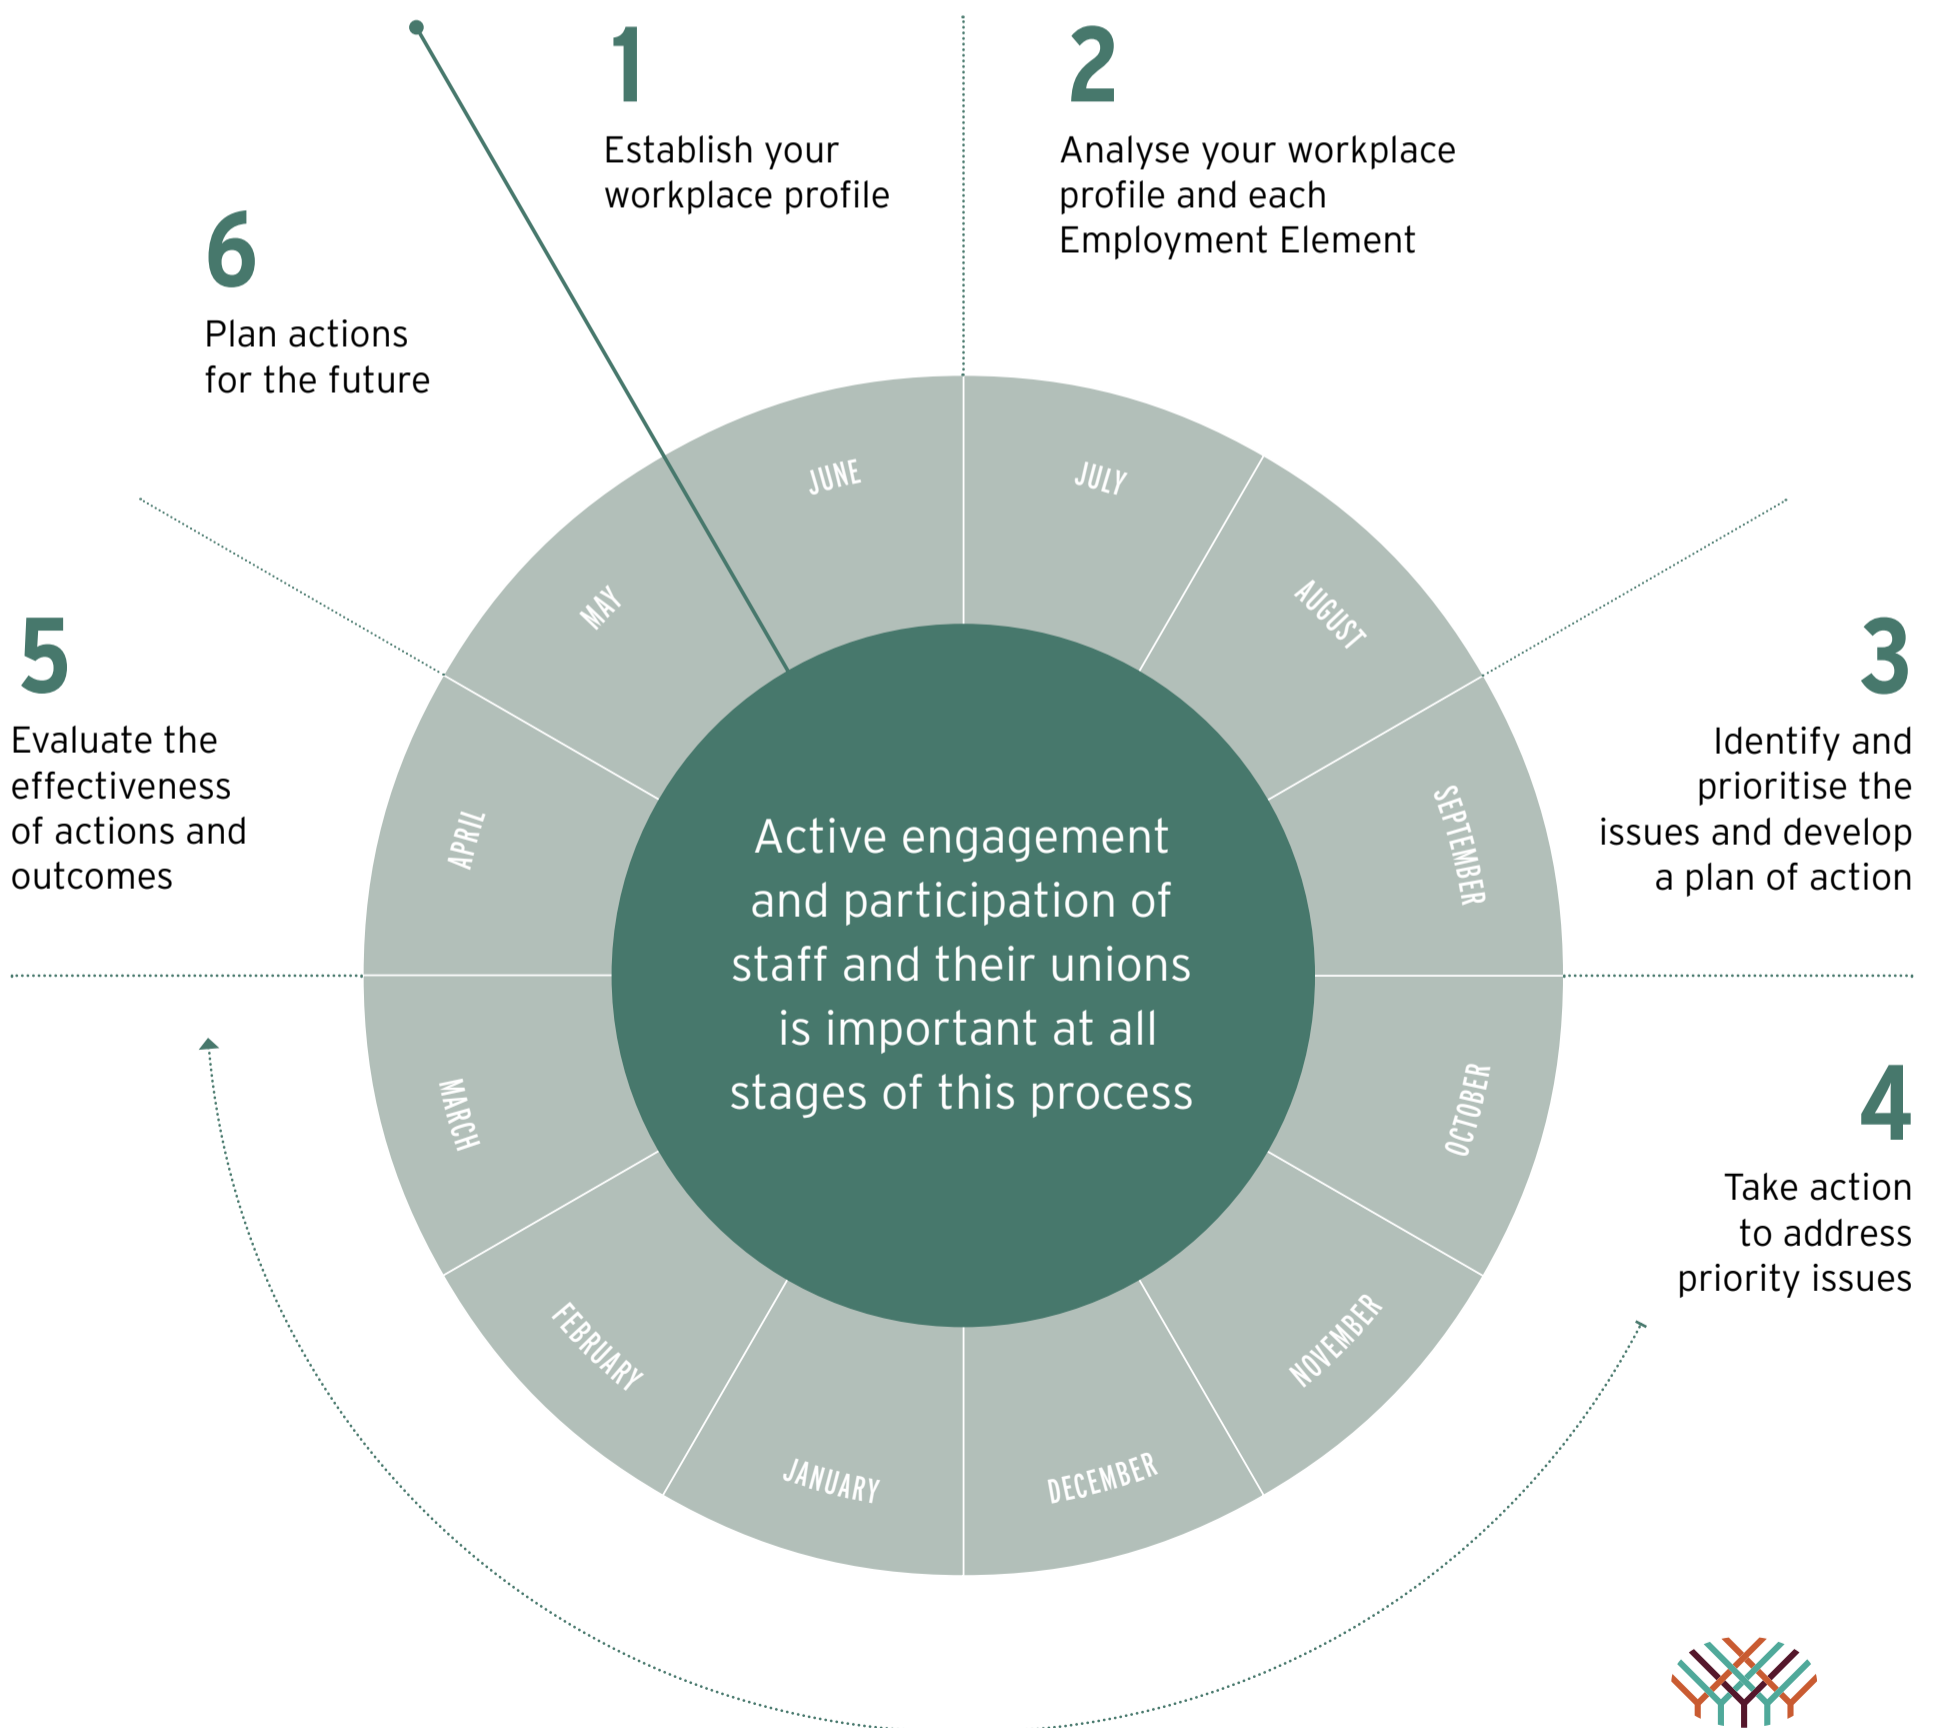 1
Establish your
workplace profile
2
Analyse your workplace
profile and each
Employment Element
3
Identify and
prioritise the
issues and develop
a plan of action
4
Take action
to address
priority issues
5
Evaluate the
effectiveness
of actions and
outcomes
6
Plan actions
for the future
JUNE
JULY
AUGUST
SEPTEMBER
OCTOBER
NOVEMBER
DECEMBER
JANUARY
FEBRUARY
MARCH
APRIL
MAY
Active engagement
and participation of
staff and their unions
is important at all
stages of this process